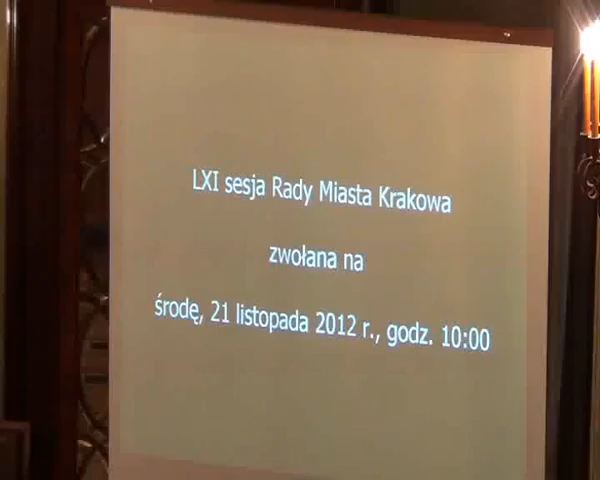 LXI sesja Rady Miasta Krakowa
zwołana na
środę, 21 listopada 2012 r., godz. 10:00